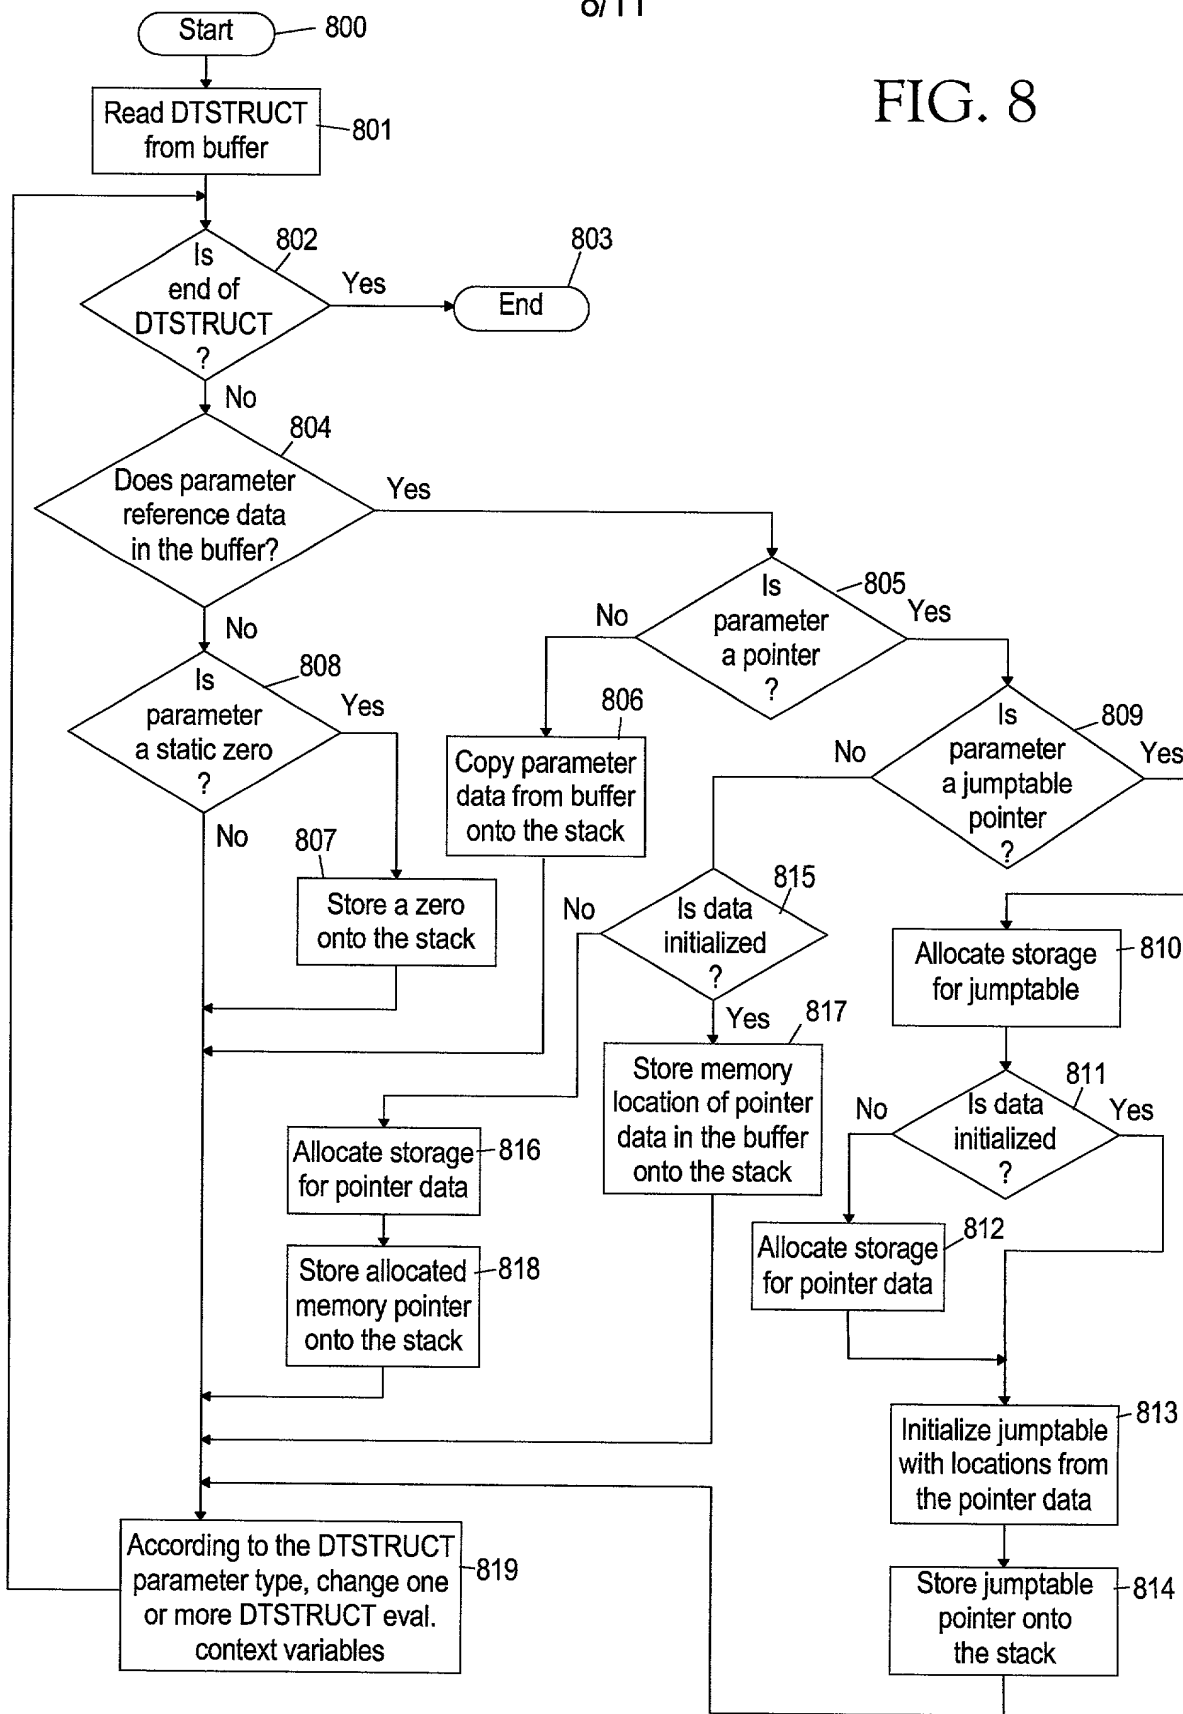 8/11
Start
800
FIG. 8
Read DTSTRUCT
from buffer
801
Is
end of
DTSTRUCT
?
802
Yes
803
End
No
804
Does parameter
reference data
in the buffer?
Yes
No
Is
parameter
a pointer
?
805
No
Yes
808
Is
parameter
a static zero
?
Yes
No
806
Copy parameter
data from buffer
onto the stack
Is
parameter
a jumptable
pointer
?
809
No
Yes
807
Store a zero
onto the stack
815
Is data
initialized
?
No
Yes
Allocate storage
for jumptable
810
817
Store memory
location of pointer
data in the buffer
onto the stack
811
Is data
initialized
?
No
Yes
Allocate storage
for pointer data
816
Allocate storage
for pointer data
812
Store allocated
memory pointer
onto the stack
818
Initialize jumptable
with locations from
the pointer data
813
According to the DTSTRUCT
parameter type, change one
or more DTSTRUCT eval.
context variables
819
Store jumptable
pointer onto
the stack
814